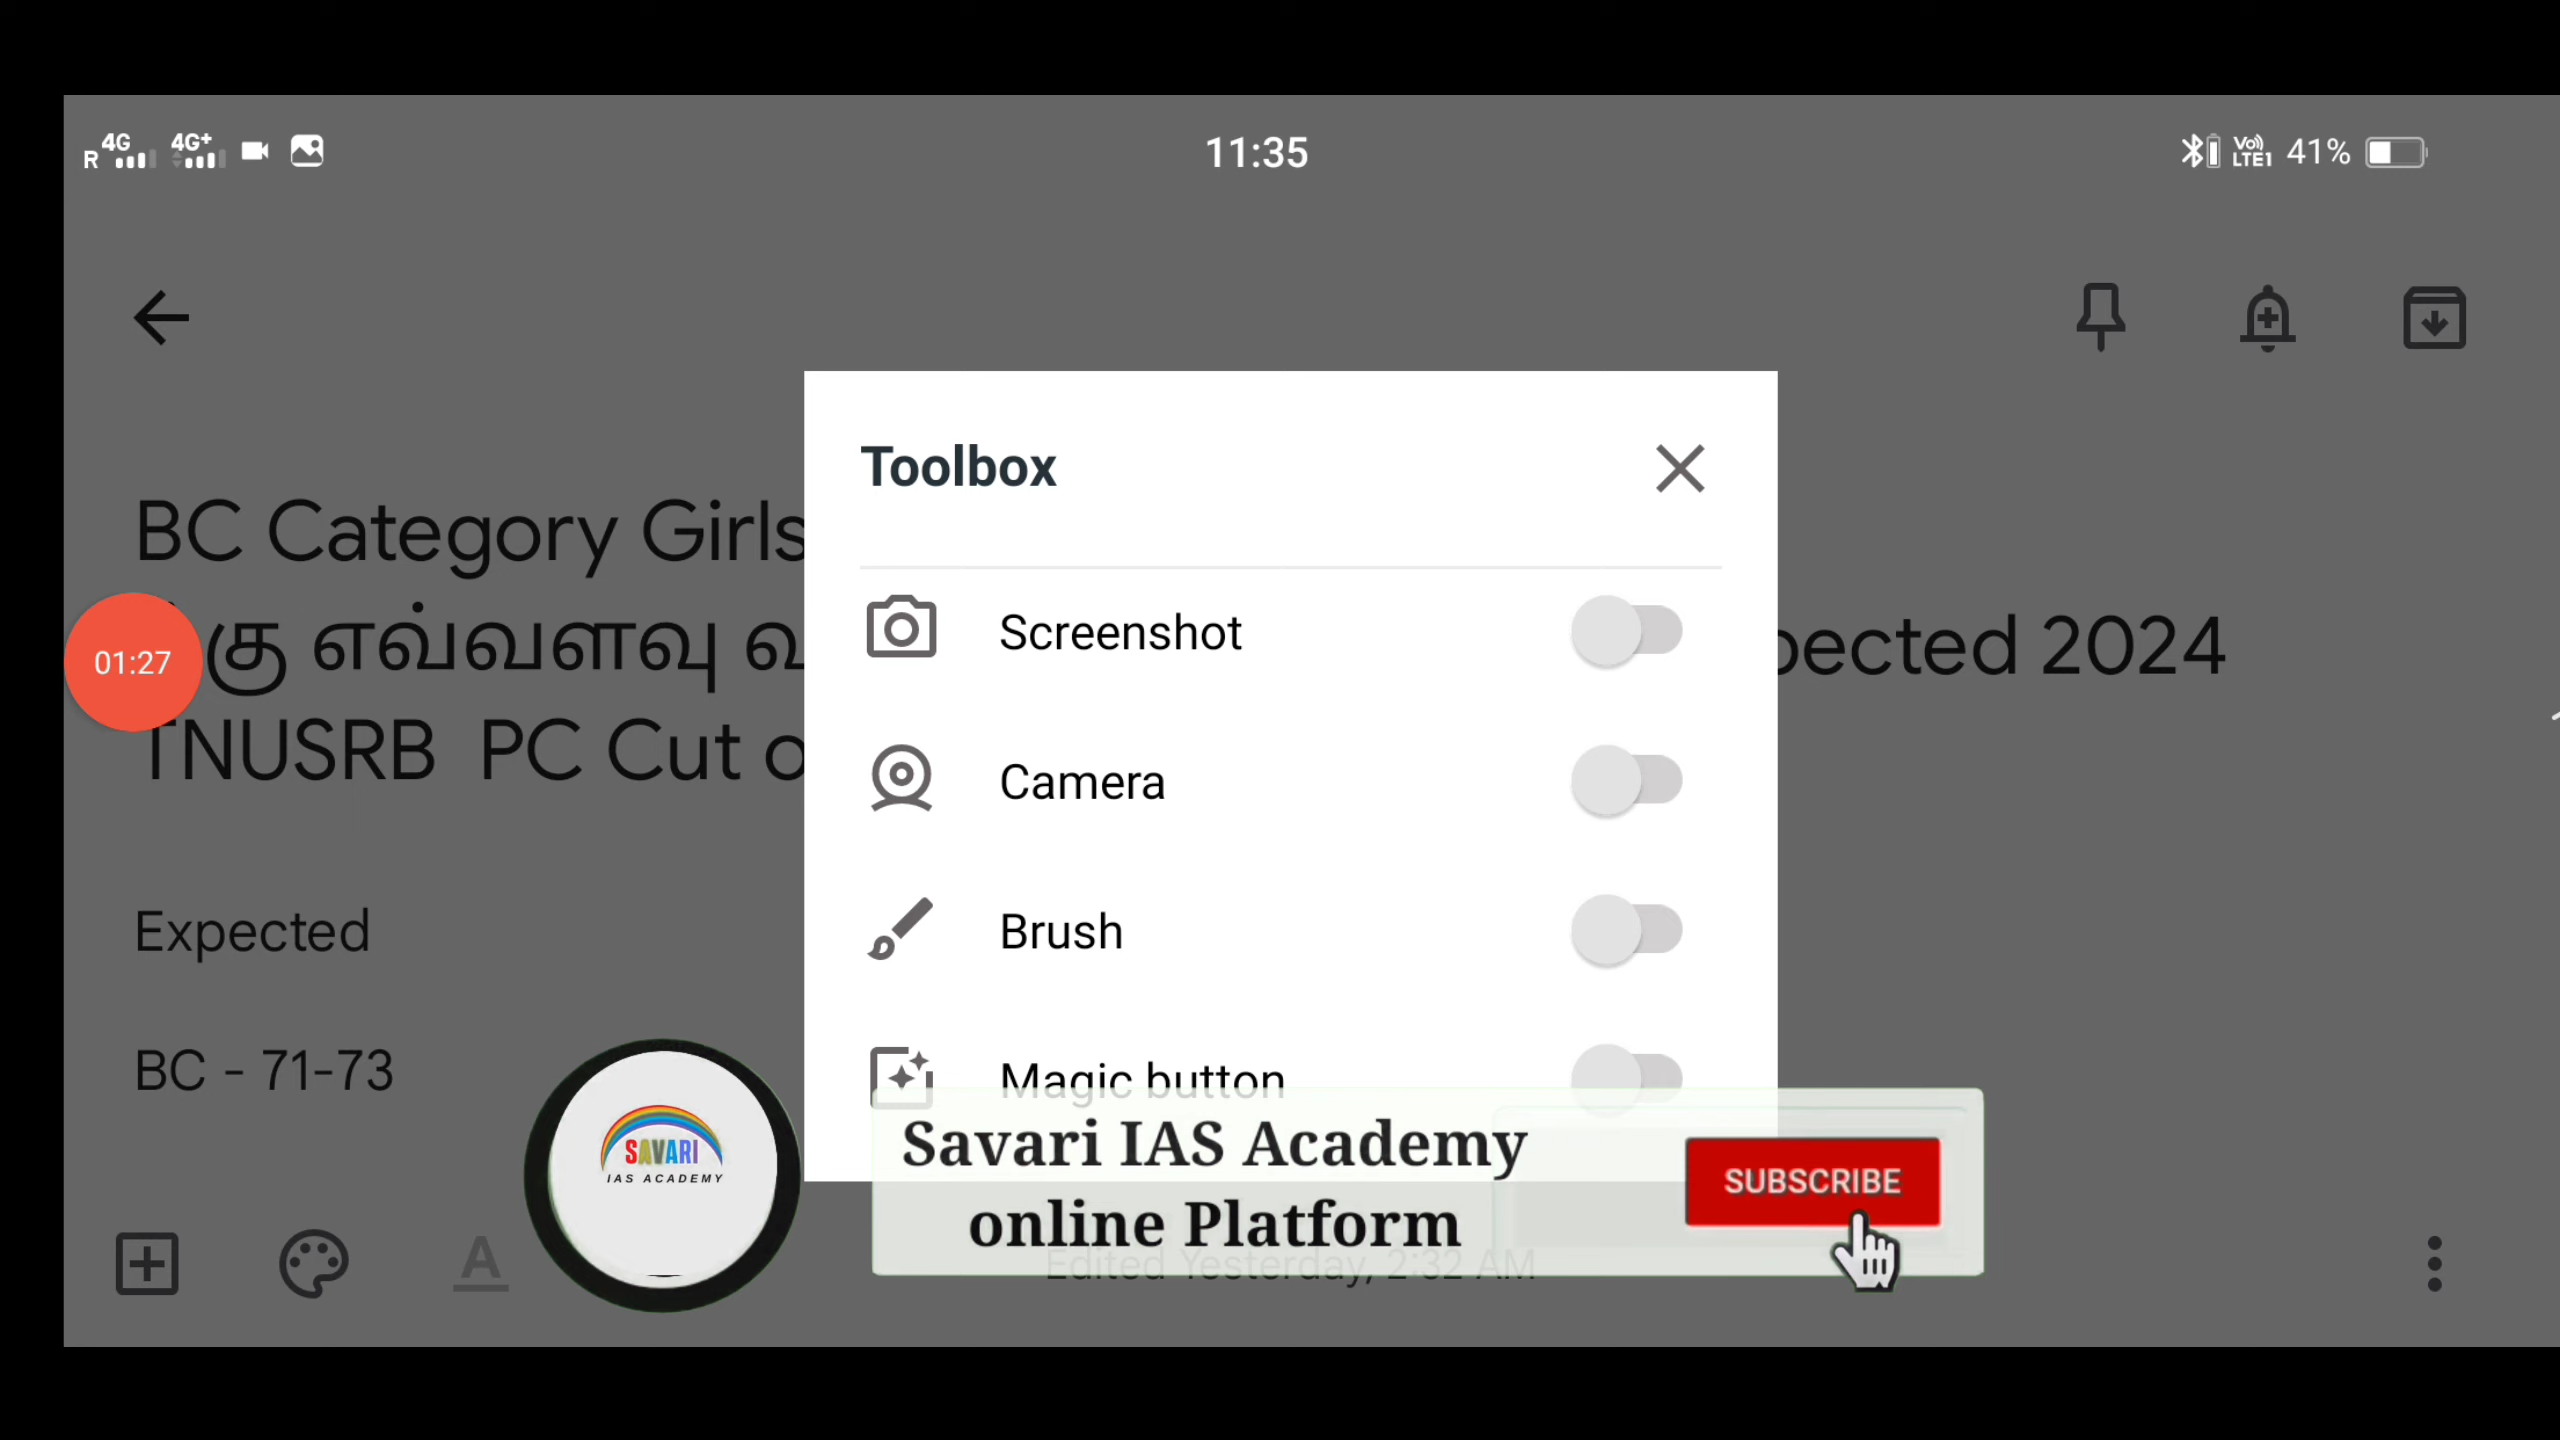 R 4G 4G+ 11:35 Vo) LTE1 41%
Toolbox
BC Category Girls
Screenshot
கு எவ்வளவு
pected 2024
01:27
TNUSRB PC Cut
Camera
Expected
Brush
BC - 71-73
Magic button
SAVARI
IAS ACADEMY
Savari IAS Academy
online Platform
SUBSCRIBE
A
Edited Yesterday, 2:32 AM